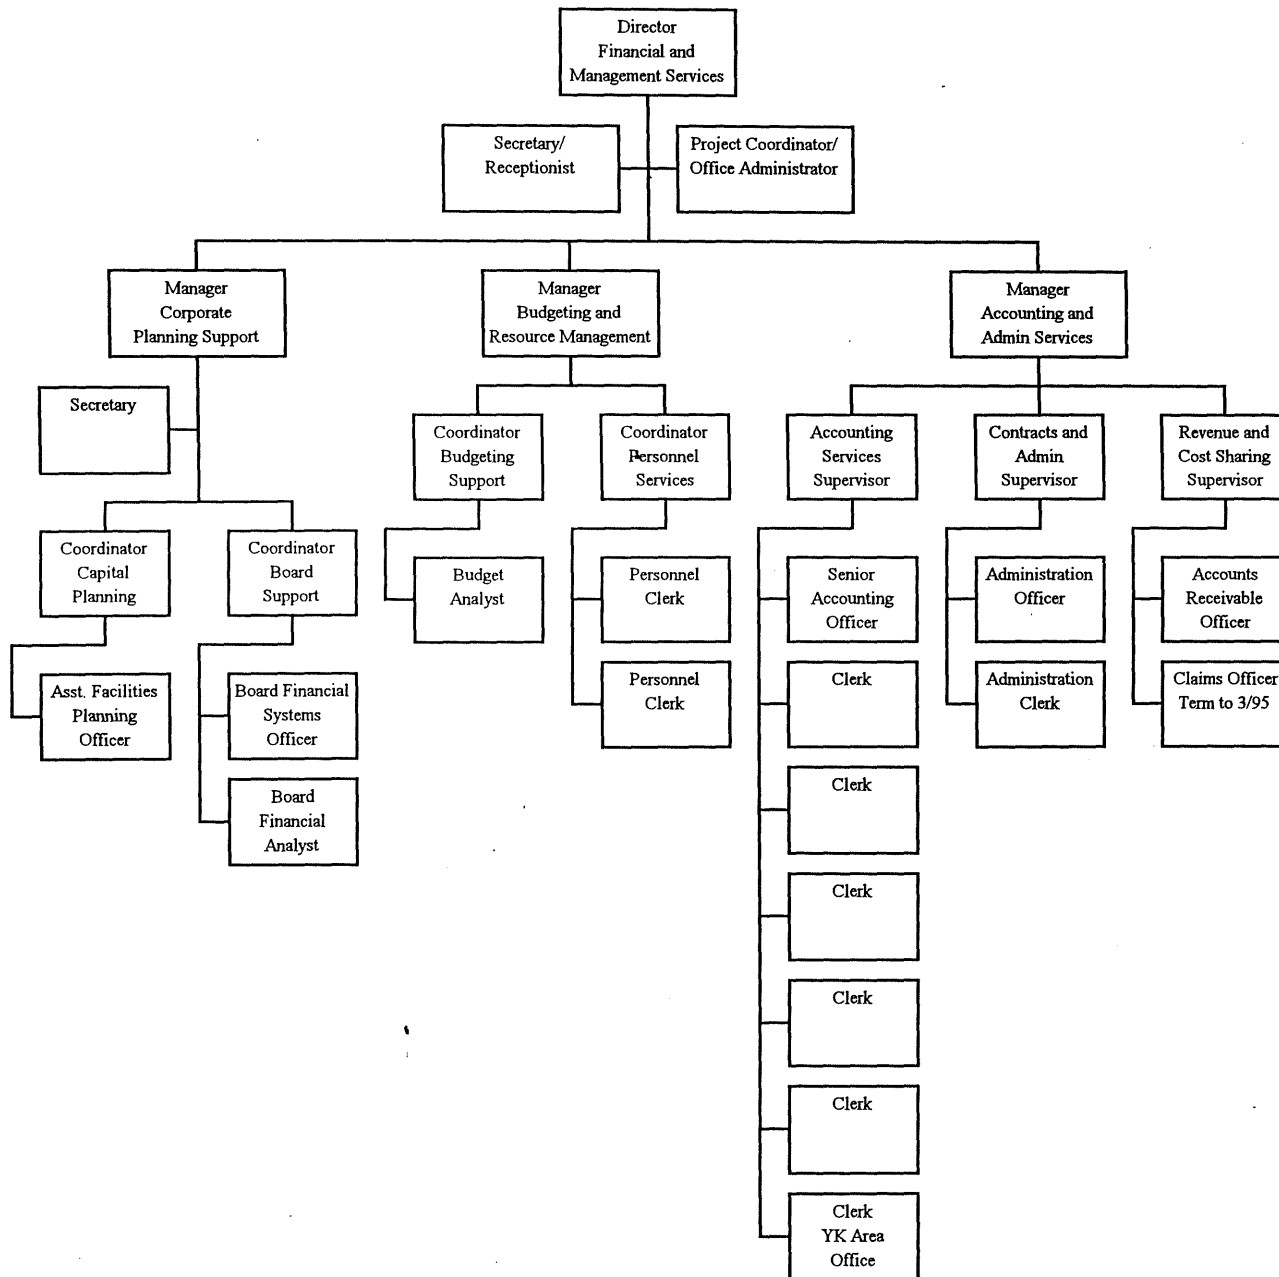 Director
Financial and
Management Services
Secretary/
Receptionist
Project Coordinator/
Office Administrator
Manager
Corporate
Planning Support
Manager
Budgeting and
Resource Management
Manager
Accounting and
Admin Services
Secretary
Coordinator
Budgeting
Support
Coordinator
Personnel
Services
Accounting
Services
Supervisor
Contracts and
Admin
Supervisor
Revenue and
Cost Sharing
Supervisor
Coordinator
Capital
Planning
Coordinator
Board
Support
Budget
Analyst
Personnel
Clerk
Senior
Accounting
Officer
Administration
Officer
Accounts
Receivable
Officer
Asst. Facilities
Planning
Officer
Board Financial
Systems
Officer
Personnel
Clerk
Clerk
Administration
Clerk
Claims Officer
Term to 3/95
Board
Financial
Analyst
Clerk
Clerk
Clerk
Clerk
Clerk
YK Area
Office